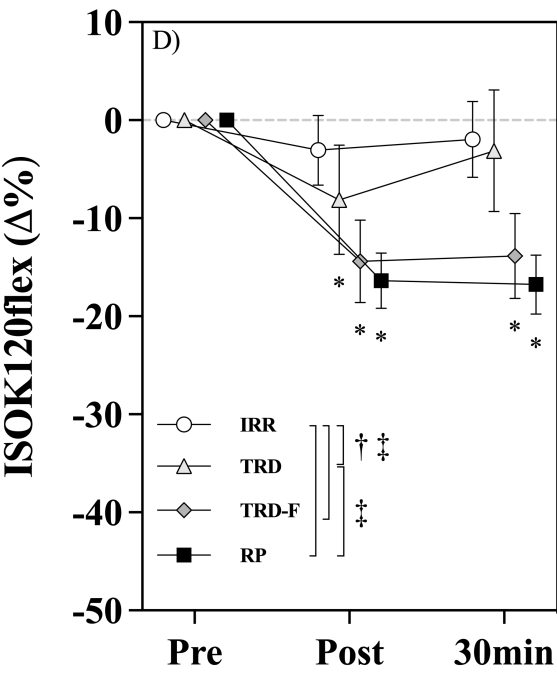 10
D)
0
-10
-20
-30
-40
-50
ISOK120flex (Δ%)
*
* *
* *
IRR
TRD
TRD-F
RP
† ‡
‡
Pre Post 30min